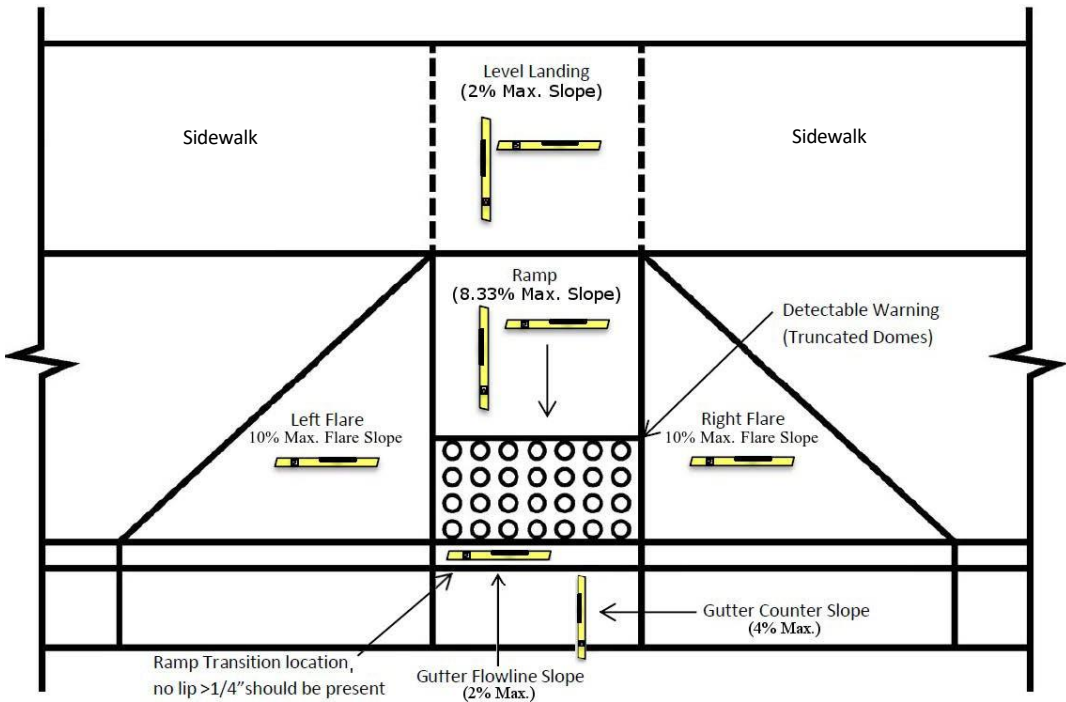 Level Landing
(2% Max. Slope)
Sidewalk
Sidewalk
Ramp
(8.33% Max. Slope)
Detectable Warning
(Truncated Domes)
Left Flare
10% Max. Flare Slope
Right Flare
10% Max. Flare Slope
Gutter Counter Slope
(4% Max.)
Ramp Transition location,
no lip >1/4” should be present
Gutter Flowline Slope
(2% Max.)